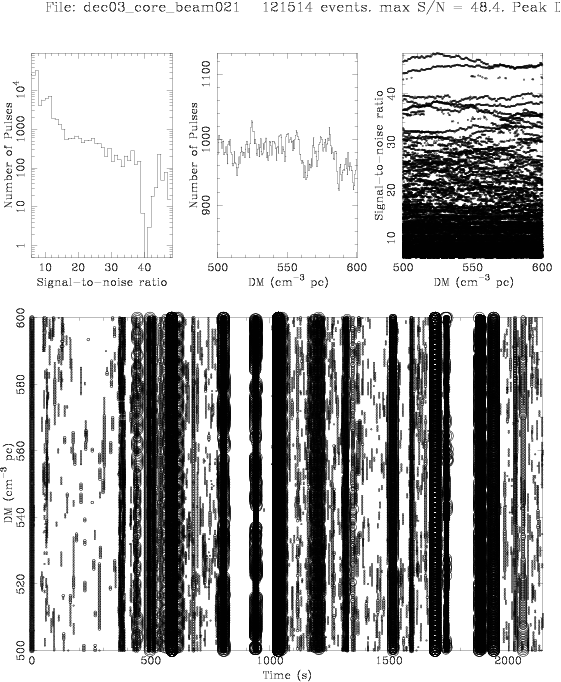 File: dec03_core_beam021 121514 events. max S/N = 48.4. Peak D
Number of Pulses
1 10 100 1000 10^4
10 20 30 40
Signal-to-noise ratio
Number of Pulses
900 1000 1100
500 550 600
DM (cm^-3 pc)
Signal-to-noise ratio
10 20 30 40
500 550 600
DM (cm^-3 pc)
DM (cm^-3 pc)
500 520 540 560 580 600
0 500 1000 1500 2000
Time (s)